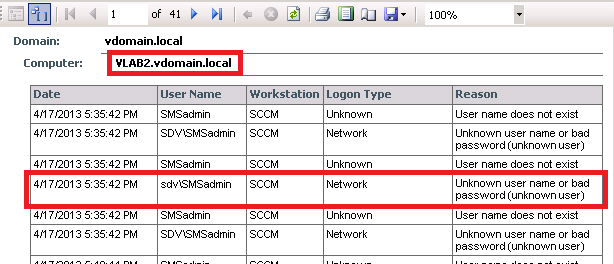 1 of 41 100%
Domain: vdomain.local
Computer: VLAB2.vdomain.local
Date User Name Workstation Logon Type Reason
4/17/2013 5:35:42 PM SMSadmin SCCM Unknown User name does not exist
4/17/2013 5:35:42 PM SDV\SMSadmin SCCM Network Unknown user name or bad
password (unknown user)
4/17/2013 5:35:42 PM SMSadmin SCCM Unknown User name does not exist
4/17/2013 5:35:42 PM sdv\SMSadmin SCCM Network Unknown user name or bad
password (unknown user)
4/17/2013 5:35:42 PM SMSadmin SCCM Unknown User name does not exist
4/17/2013 5:35:42 PM SDV\SMSadmin SCCM Network Unknown user name or bad
password (unknown user)